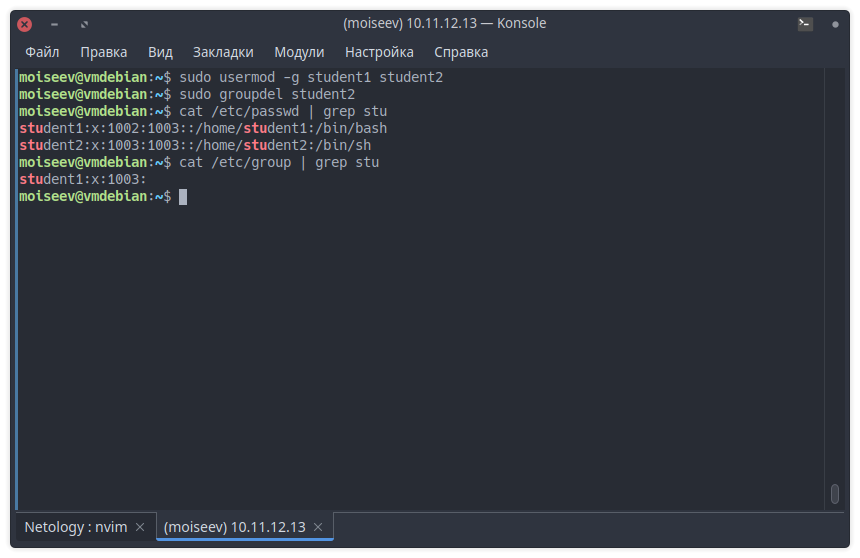 (moiseev) 10.11.12.13 — Konsole
Файл Правка Вид Закладки Модули Настройка Справка
moiseev@vmdebian:~$ sudo usermod -g student1 student2
moiseev@vmdebian:~$ sudo groupdel student2
moiseev@vmdebian:~$ cat /etc/passwd | grep stu
student1:x:1002:1003::/home/student1:/bin/bash
student2:x:1003:1003::/home/student2:/bin/sh
moiseev@vmdebian:~$ cat /etc/group | grep stu
student1:x:1003:
moiseev@vmdebian:~$
Netology : nvim (moiseev) 10.11.12.13